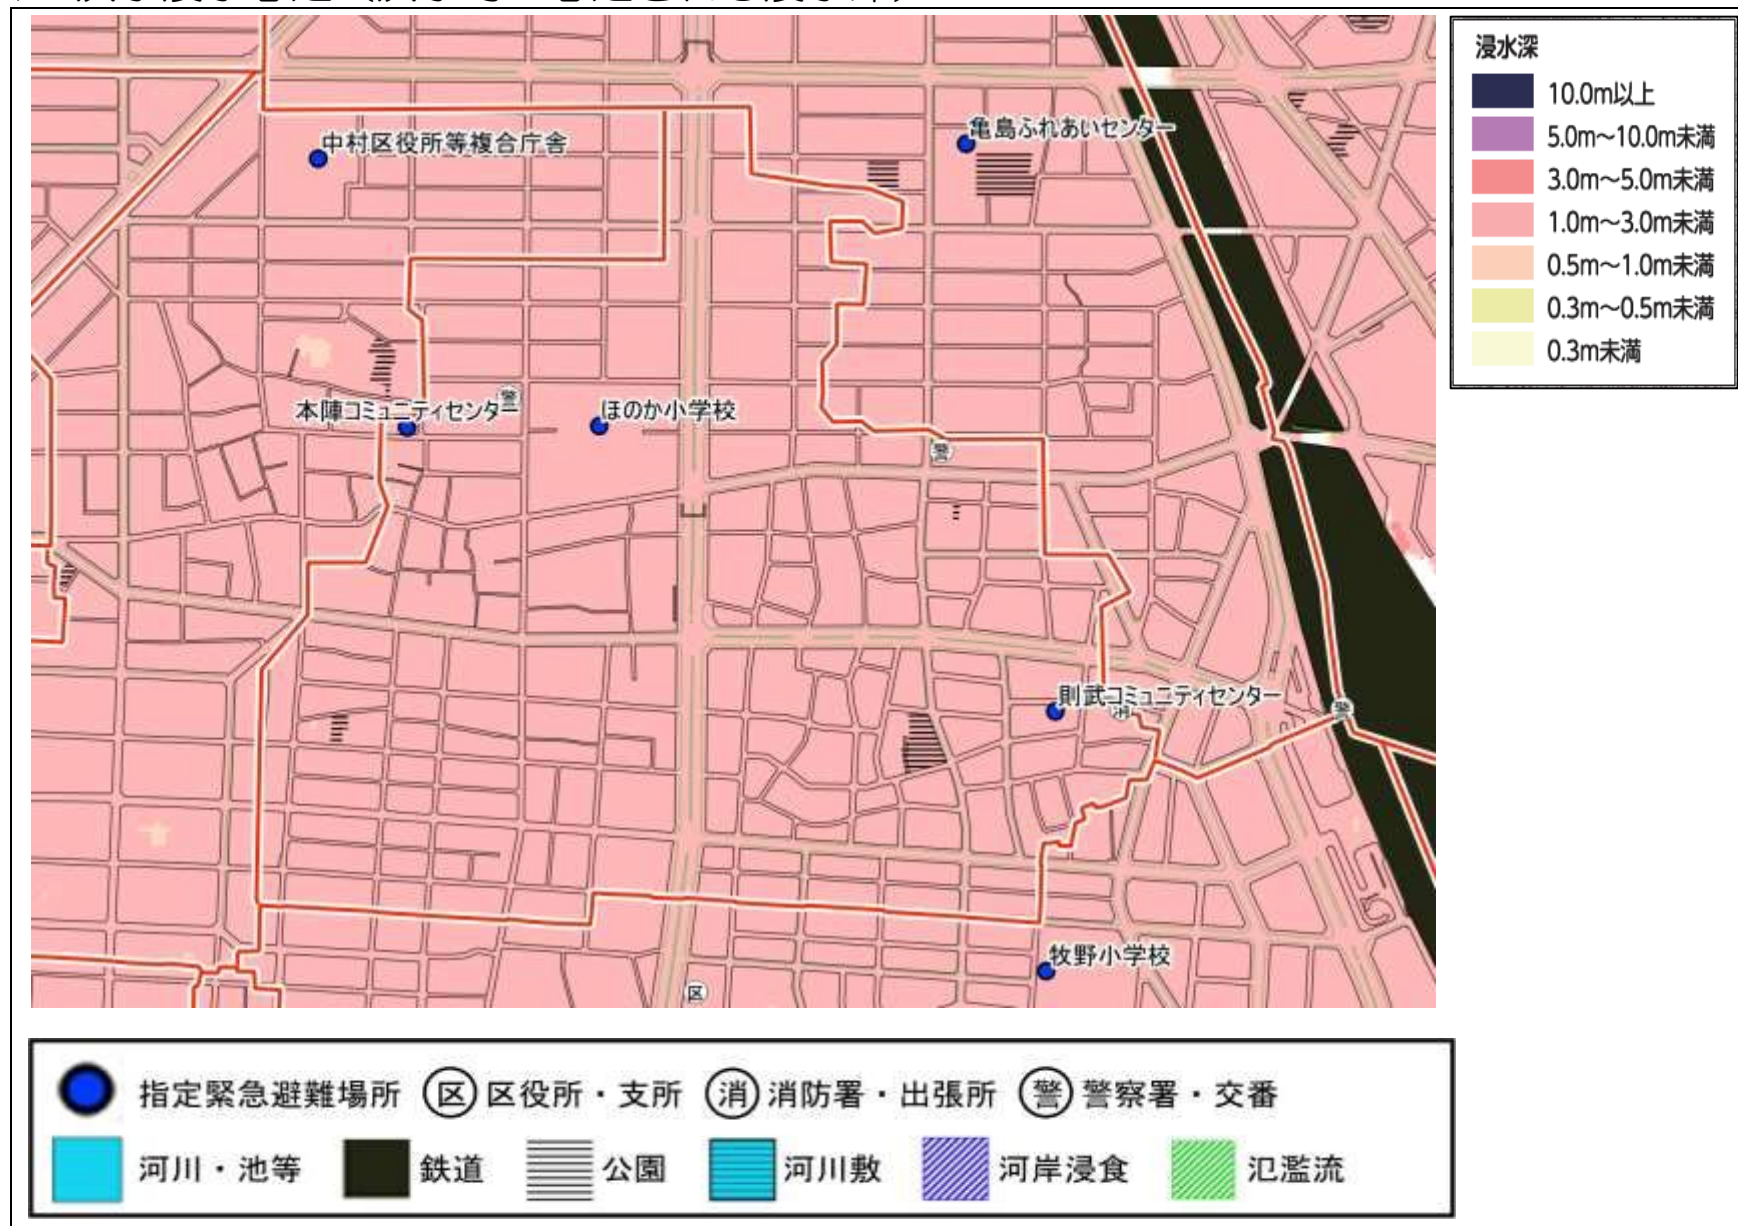 浸水深
10.0m以上
5.0m～10.0m未満
3.0m～5.0m未満
1.0m～3.0m未満
0.5m～1.0m未満
0.3m～0.5m未満
0.3m未満
中村区役所等複合庁舎
亀島ふれあいセンター
本陣コミュニティセンター
警
ほのか小学校
警
則武コミュニティセンター
消
警
牧野小学校
区
指定緊急避難場所
区 区役所・支所
消 消防署・出張所
警 警察署・交番
河川・池等
鉄道
公園
河川敷
河岸浸食
氾濫流